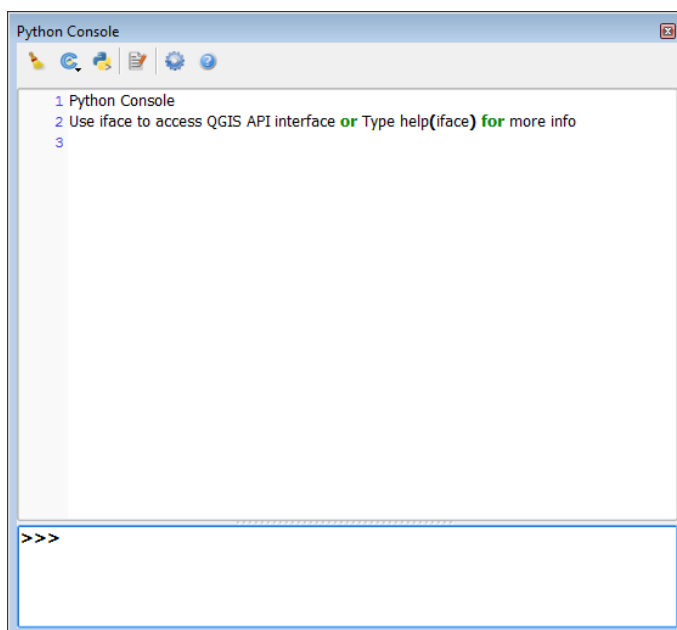 Python Console
1 Python Console
2 Use iface to access QGIS API interface or Type help(iface) for more info
3
>>>